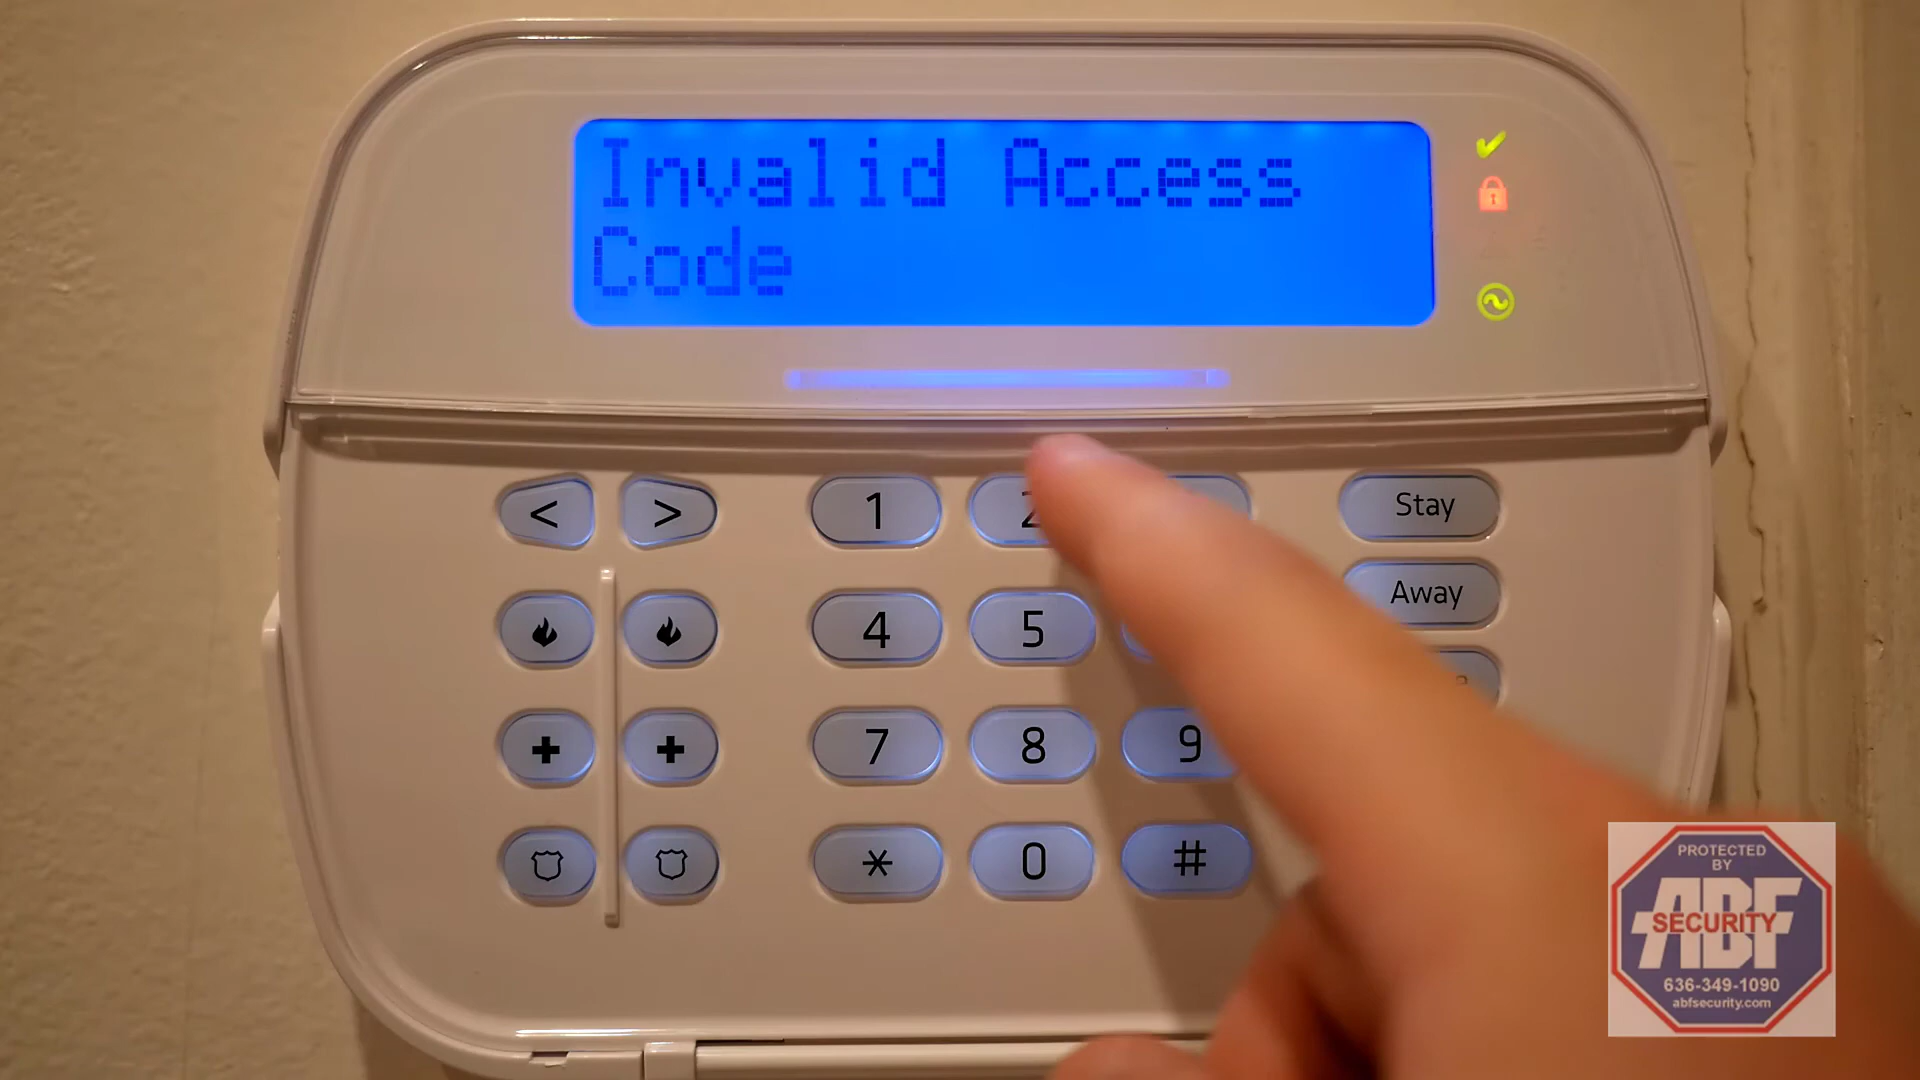 Invalid Access
Code
< > 1 2 Stay
4 5 Away
7 8 9
* 0 #
PROTECTED
BY
ABF
SECURITY
636-349-1090
abfsecurity.com